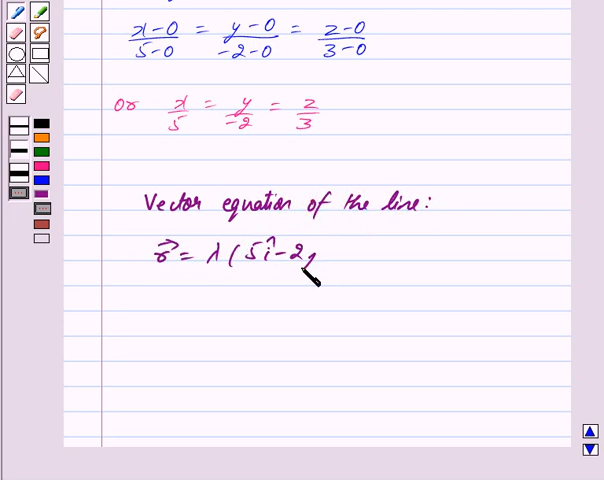 x-0/5-0 = y-0/-2-0 = z-0/3-0
or x/5 = y/-2 = z/3
Vector equation of the line:
r⃗ = λ(5î-2j